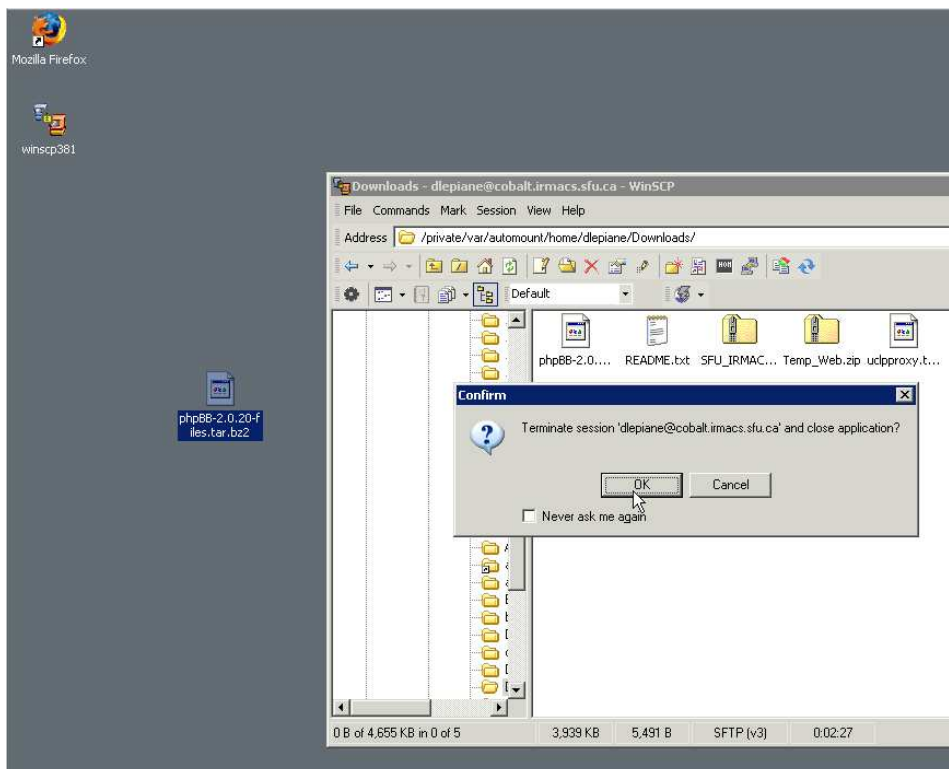 Mozilla Firefox
winscp381
phpBB-2.0.20-f
iles.tar.bz2
Downloads - dlepiane@cobalt.irmacs.sfu.ca - WinSCP
File Commands Mark Session View Help
Address /private/var/automount/home/dlepiane/Downloads/
Default
phpBB-2.0.... README.txt SFU_IRMAC... Temp_Web.zip uclpproxy.t...
Confirm
Terminate session 'dlepiane@cobalt.irmacs.sfu.ca' and close application?
OK Cancel
Never ask me again
0 B of 4,655 KB in 0 of 5 3,939 KB 5,491 B SFTP (v3) 0:02:27